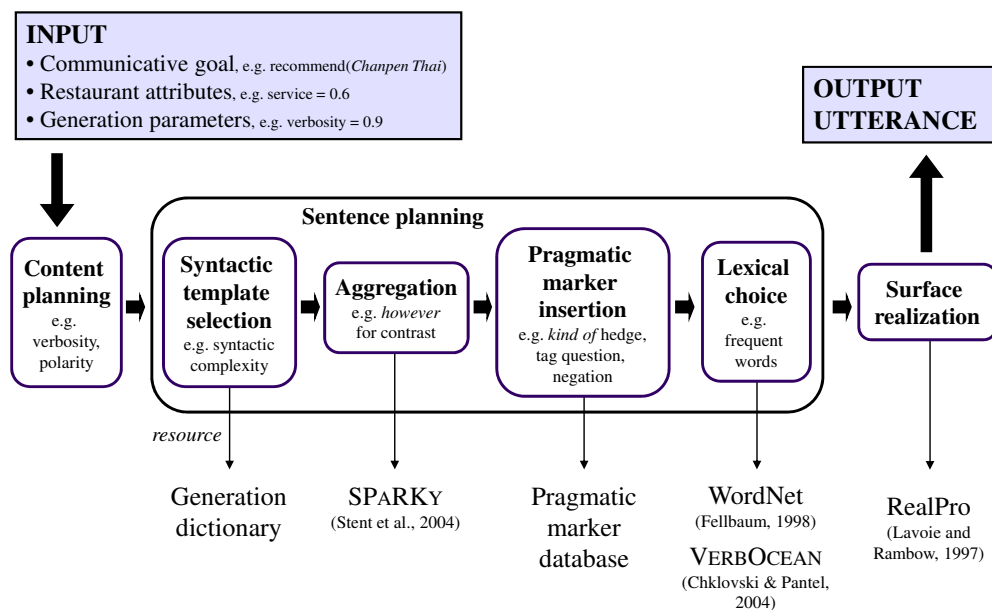 INPUT
• Communicative goal, e.g. recommend(Chanpen Thai)
• Restaurant attributes, e.g. service = 0.6
• Generation parameters, e.g. verbosity = 0.9
OUTPUT
UTTERANCE
Sentence planning
Content
planning
e.g.
verbosity,
polarity
Syntactic
template
selection
e.g. syntactic
complexity
Aggregation
e.g. however
for contrast
Pragmatic
marker
insertion
e.g. kind of hedge,
tag question,
negation
Lexical
choice
e.g.
frequent
words
Surface
realization
resource
Generation
dictionary
SPARKY
(Stent et al., 2004)
Pragmatic
marker
database
WordNet
(Fellbaum, 1998)
VERBOCEAN
(Chklovski & Pantel,
2004)
RealPro
(Lavoie and
Rambow, 1997)